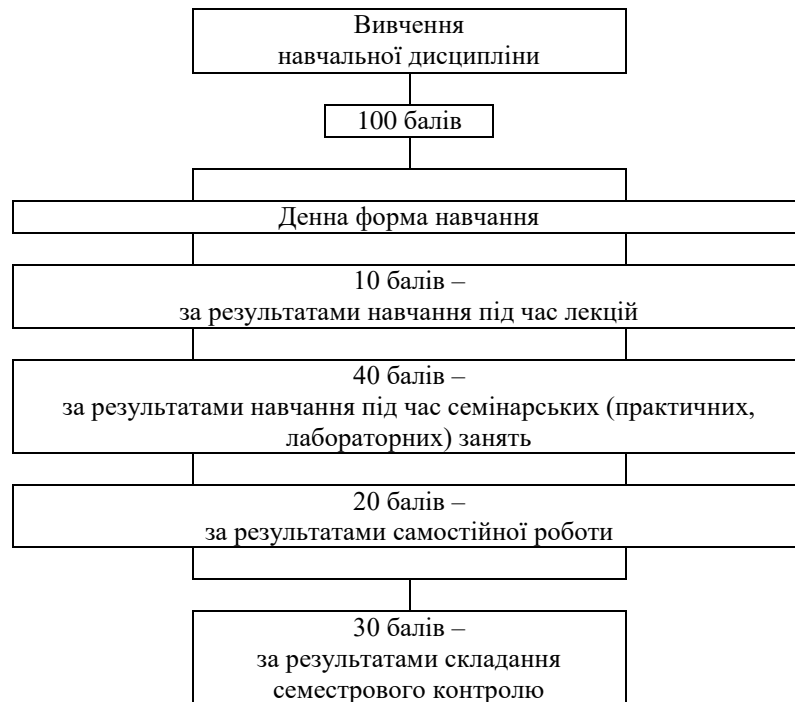 Вивчення
навчальної дисципліни
100 балів
Денна форма навчання
10 балів –
за результатами навчання під час лекцій
40 балів –
за результатами навчання під час семінарських (практичних,
лабораторних) занять
20 балів –
за результатами самостійної роботи
30 балів –
за результатами складання
семестрового контролю